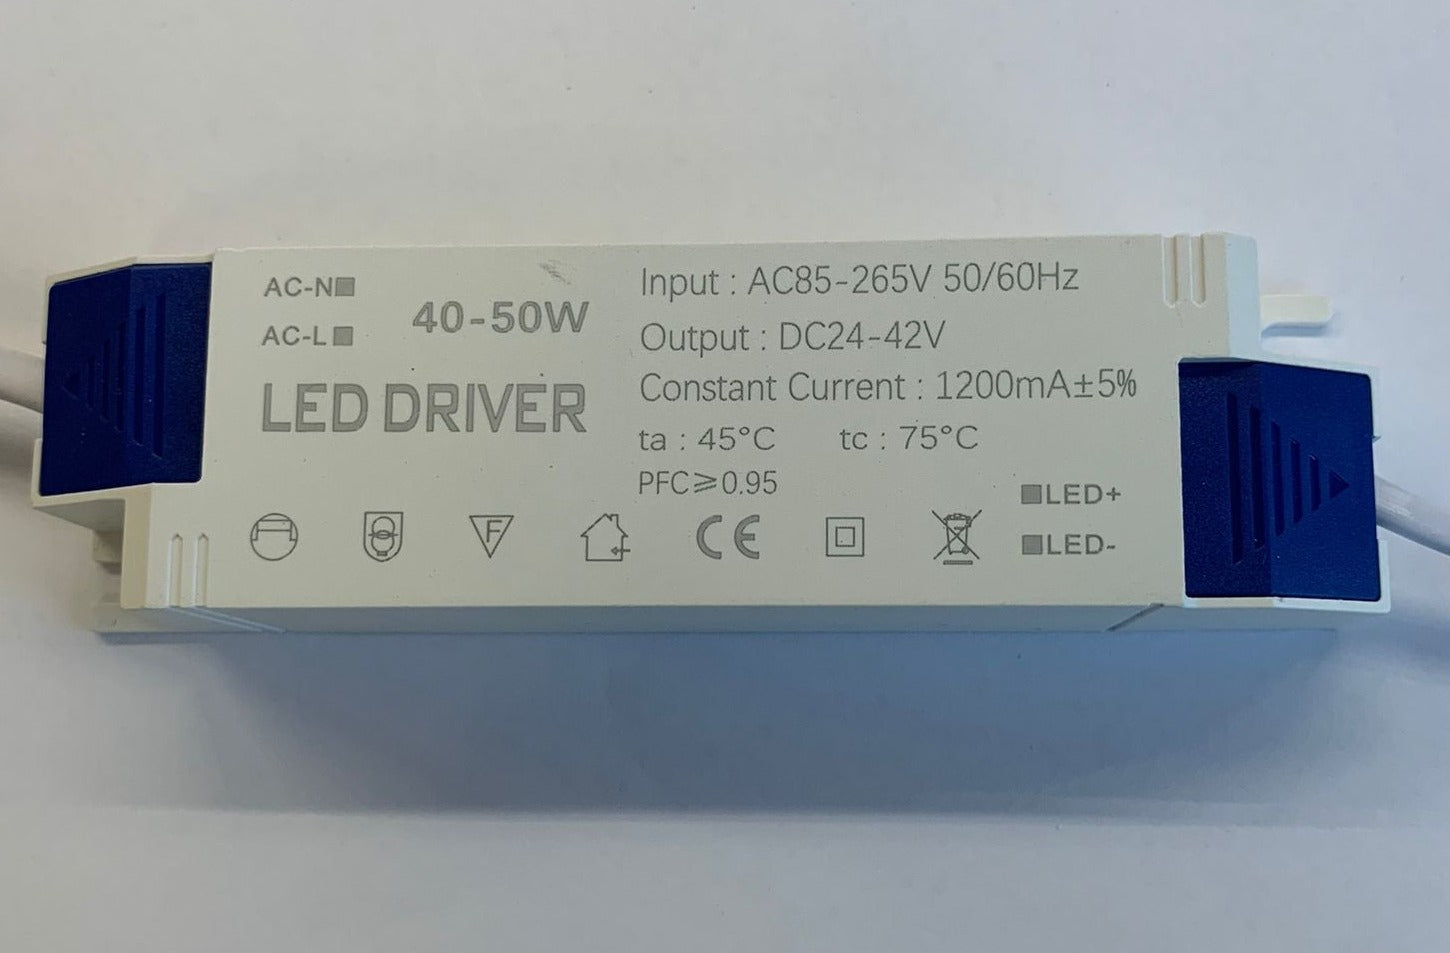 AC-N
AC-L
40-50W
LED DRIVER
Input : AC85-265V 50/60Hz
Output : DC24-42V
Constant Current : 1200mA±5%
ta : 45°C tc : 75°C
PFC⩾0.95
F
CE
LED+
LED-